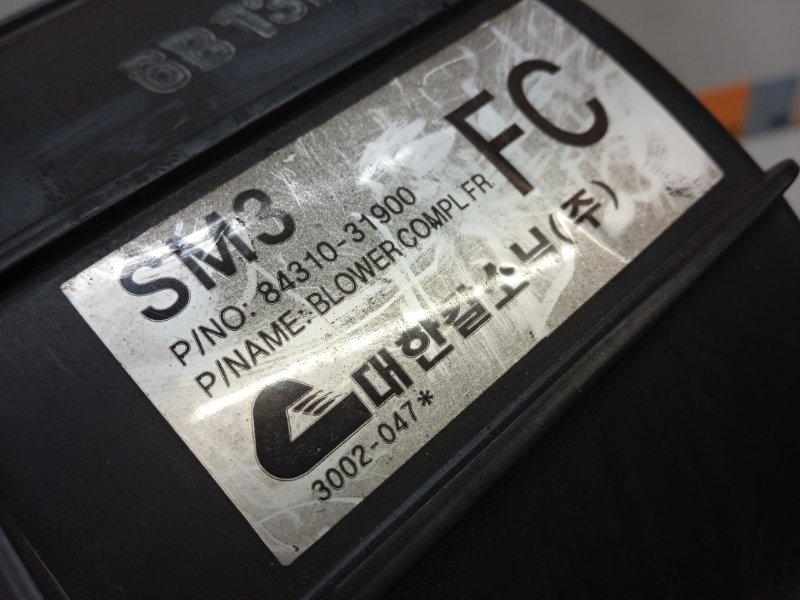 SM3
FC
P/NO: 84310-31900
P/NAME: BLOWER COMPL FR
대한칼소닉(주)
3002-047*